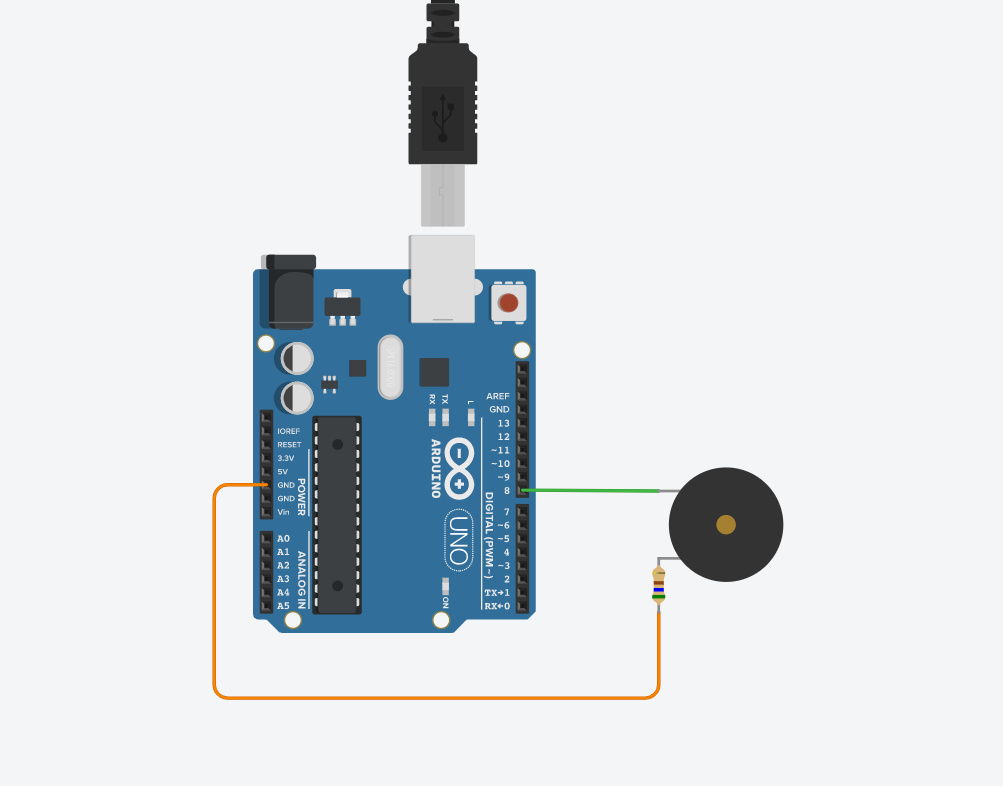 AREF
GND
13
12
~11
~10
~9
8
7
~6
~5
4
~3
2
TX→1
RX←0
DIGITAL (PWM~)
IOREF
RESET
3.3V
5V
GND
GND
Vin
POWER
A0
A1
A2
A3
A4
A5
ANALOG IN
RX
TX
L
ARDUINO
UNO
ON